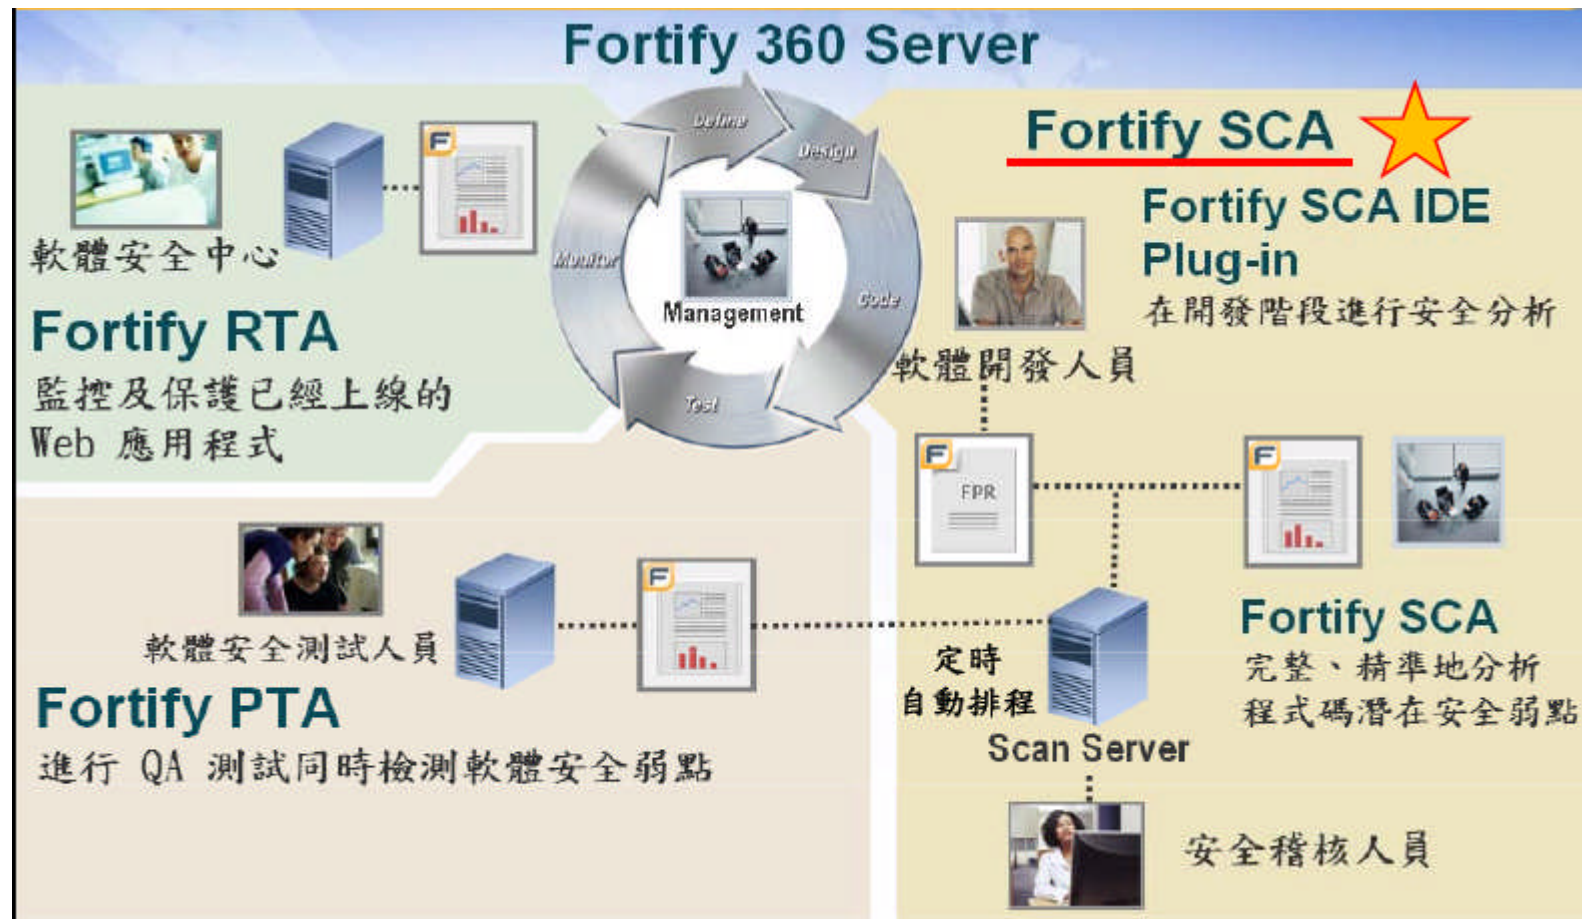 Fortify 360 Server
Define
Design
Code
Test
Monitor
Management
軟體安全中心
Fortify RTA
監控及保護已經上線的
Web 應用程式
Fortify SCA
Fortify SCA IDE
Plug-in
在開發階段進行安全分析
軟體開發人員
F
F
FPR
F
軟體安全測試人員
F
Fortify PTA
進行 QA 測試同時檢測軟體安全弱點
定時
自動排程
Scan Server
Fortify SCA
完整、精準地分析
程式碼潛在安全弱點
安全稽核人員